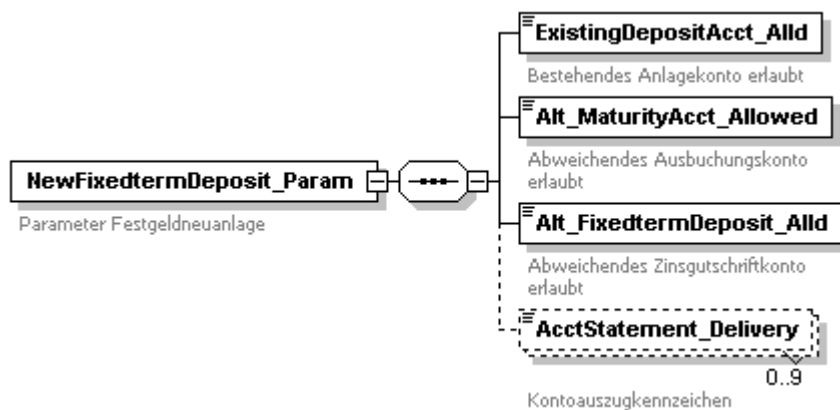 ExistingDepositAcct_Alld
Bestehendes Anlagekonto erlaubt
Alt_MaturityAcct_Allowed
Abweichendes Ausbuchungskonto
erlaubt
NewFixedtermDeposit_Param
Parameter Festgeldneuanlage
Alt_FixedtermDeposit_Alld
Abweichendes Zinsgutschriftkonto
erlaubt
AcctStatement_Delivery
0..9
Kontoauszugkennzeichen